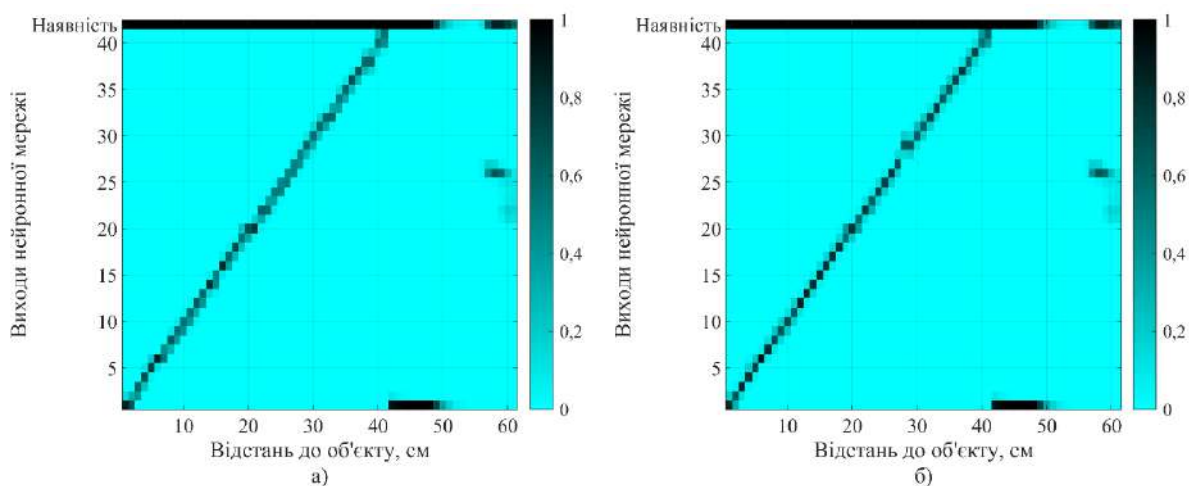 Наявність
40
35
30
25
20
15
10
5
Виходи нейронної мережі
10 20 30 40 50 60
Відстань до об'єкту, см
а)
1
0,8
0,6
0,4
0,2
0
Наявність
40
35
30
25
20
15
10
5
Виходи нейронної мережі
10 20 30 40 50 60
Відстань до об'єкту, см
б)
1
0,8
0,6
0,4
0,2
0